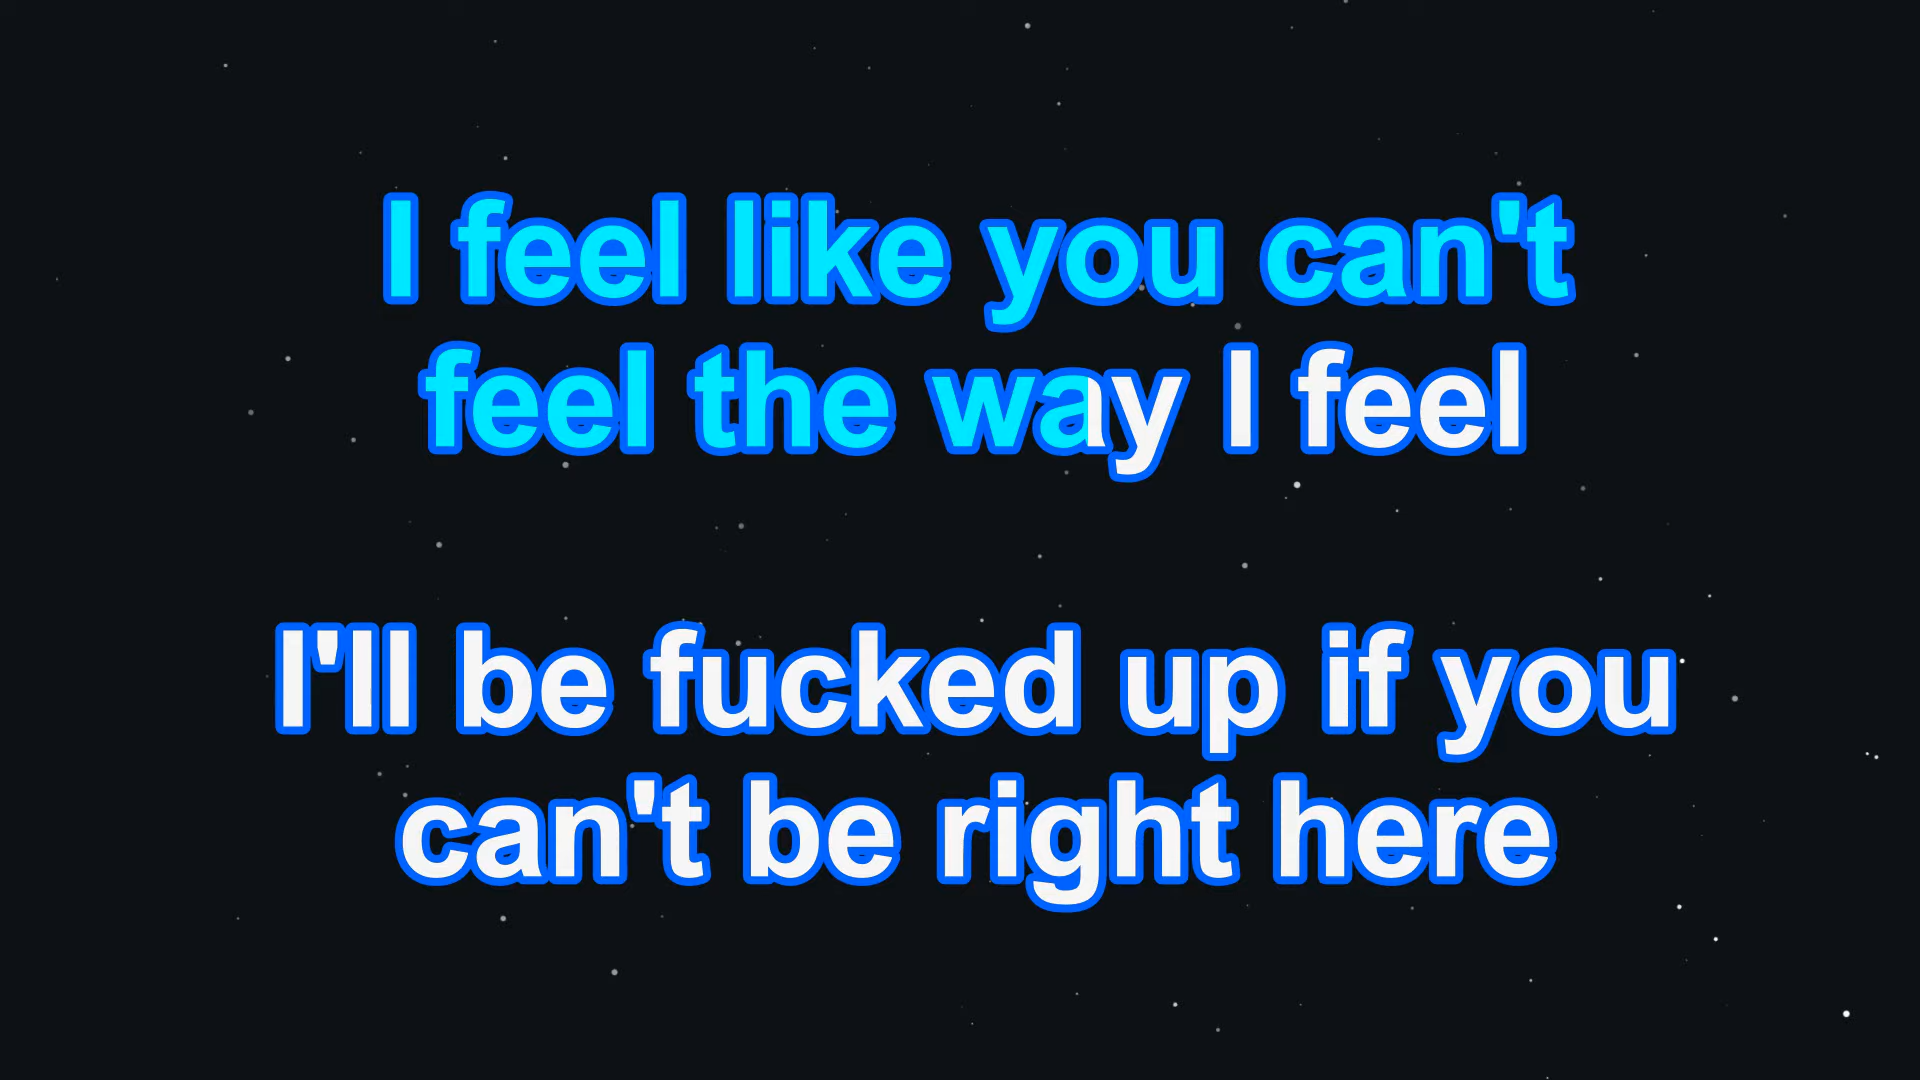 I feel like you can't
feel the way I feel
I'll be fucked up if you
can't be right here